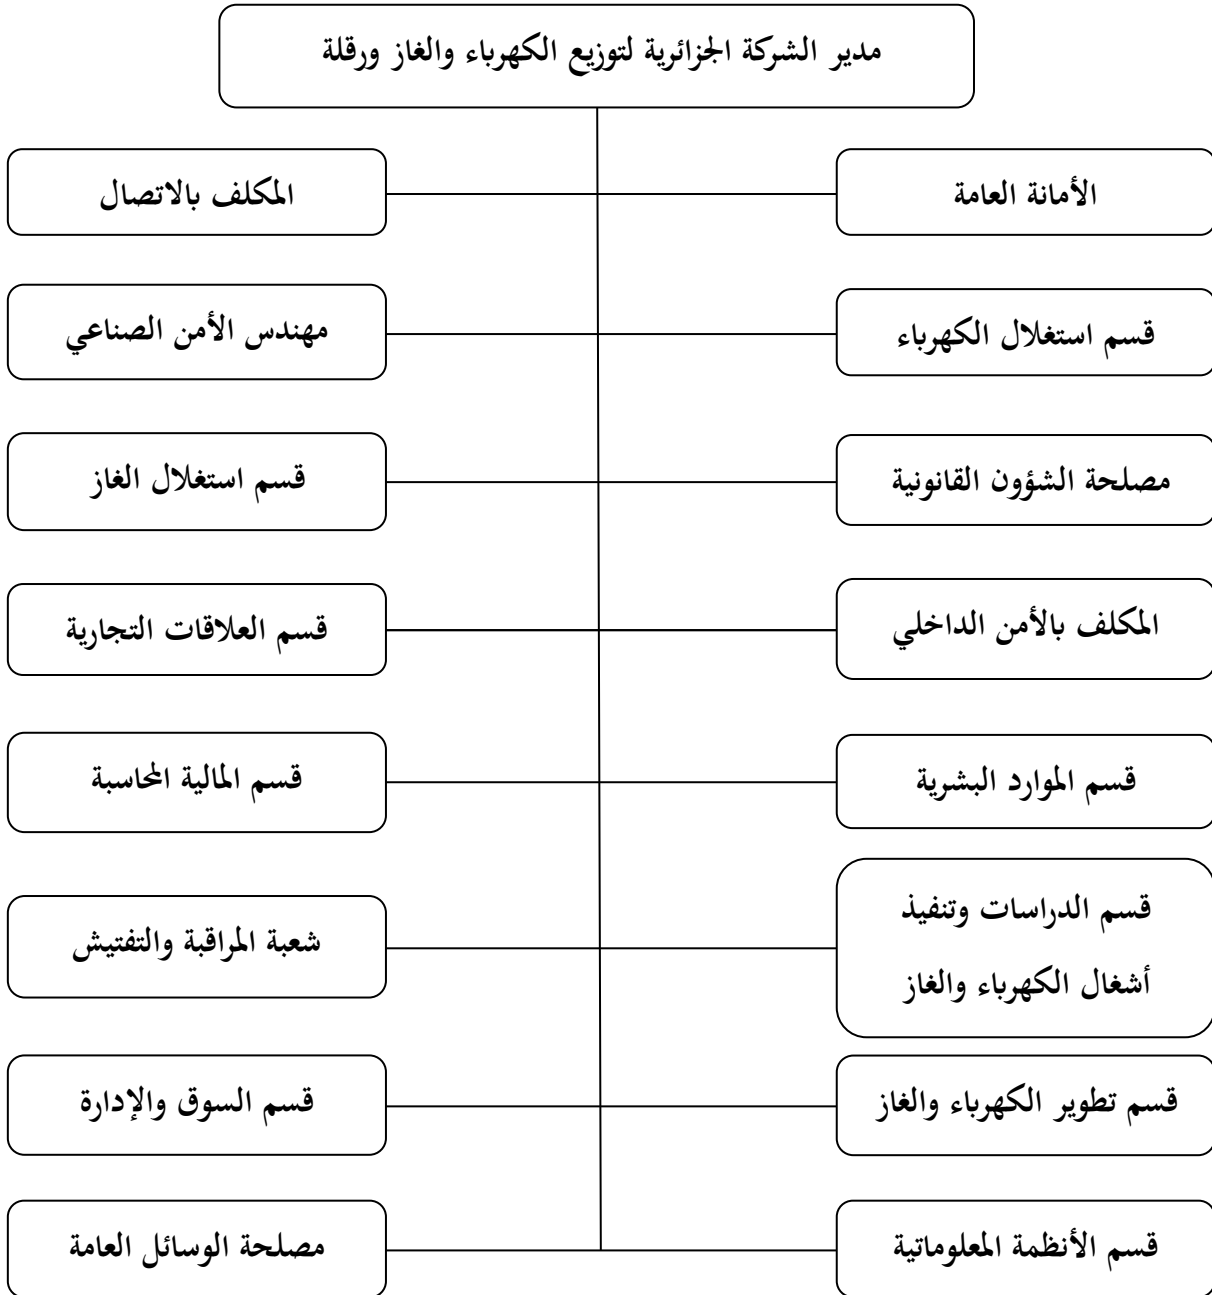 مدير الشركة الجزائرية لتوزيع الكهرباء والغاز ورقلة
الأمانة العامة
المكلف بالاتصال
قسم استغلال الكهرباء
مهندس الأمن الصناعي
مصلحة الشؤون القانونية
قسم استغلال الغاز
المكلف بالأمن الداخلي
قسم العلاقات التجارية
قسم الموارد البشرية
قسم المالية المحاسبة
قسم الدراسات وتنفيذ
أشغال الكهرباء والغاز
شعبة المراقبة والتفتيش
قسم تطوير الكهرباء والغاز
قسم السوق والإدارة
قسم الأنظمة المعلوماتية
مصلحة الوسائل العامة